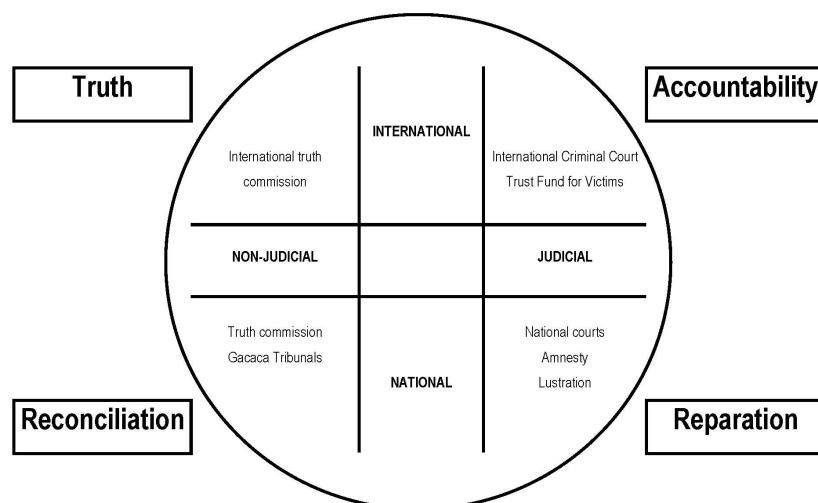 Truth
Accountability
INTERNATIONAL
International truth
commission
International Criminal Court
Trust Fund for Victims
NON-JUDICIAL
JUDICIAL
Truth commission
Gacaca Tribunals
National courts
Amnesty
Lustration
NATIONAL
Reconciliation
Reparation